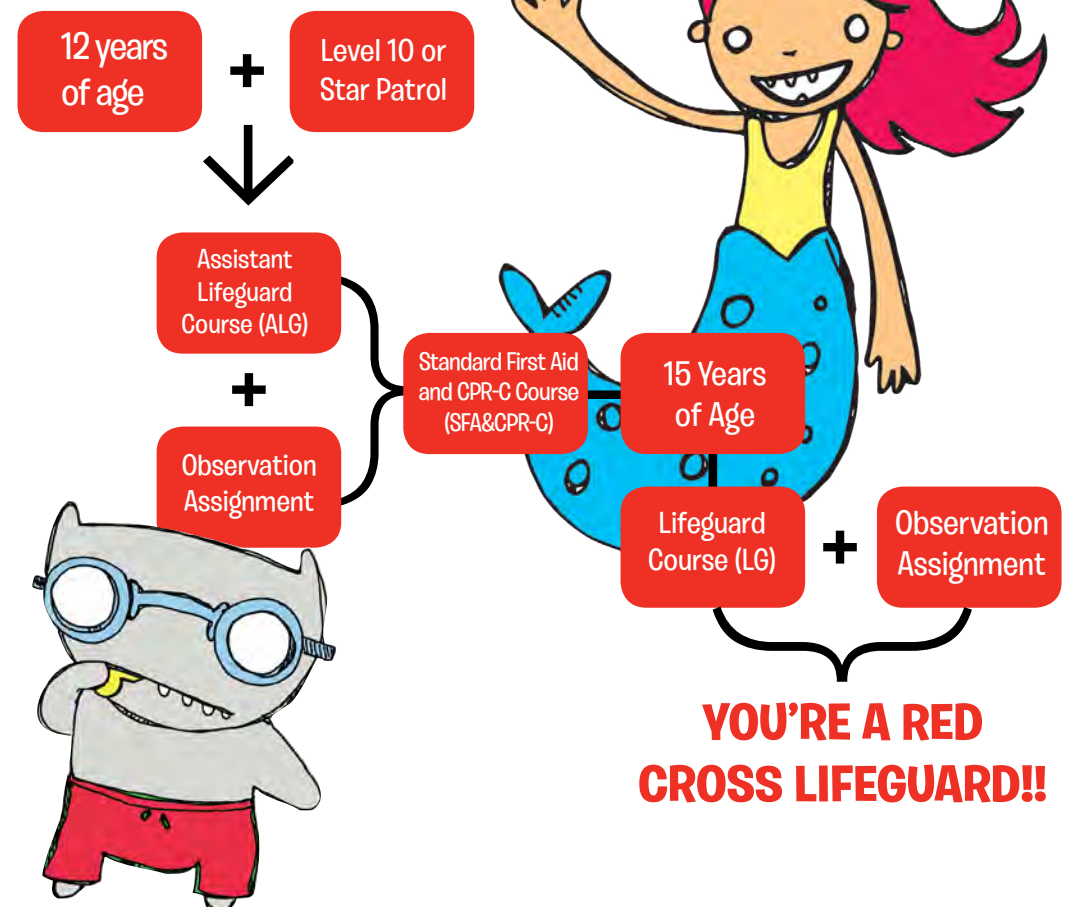 12 years
of age
+
Level 10 or
Star Patrol
Assistant
Lifeguard
Course (ALG)
+
Observation
Assignment
Standard First Aid
and CPR-C Course
(SFA&CPR-C)
15 Years
of Age
Lifeguard
Course (LG)
+
Observation
Assignment
YOU'RE A RED
CROSS LIFEGUARD!!